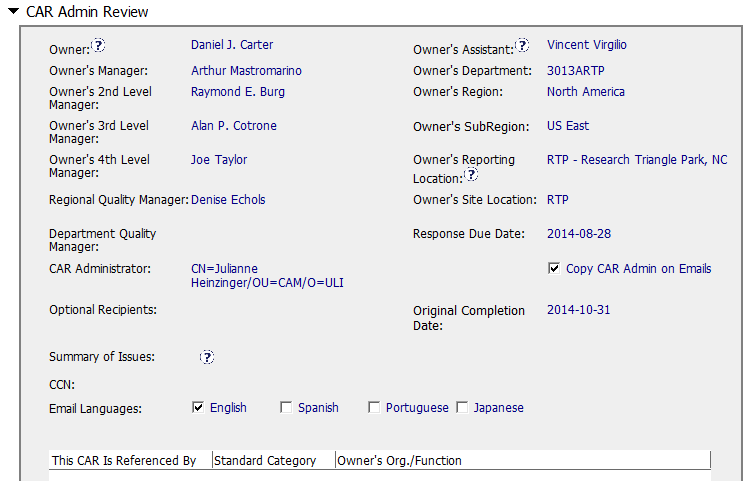 CAR Admin Review
Owner: ? Daniel J. Carter Owner's Assistant: ? Vincent Virgilio
Owner's Manager: Arthur Mastromarino Owner's Department: 3013ARTP
Owner's 2nd Level Manager: Raymond E. Burg Owner's Region: North America
Owner's 3rd Level Manager: Alan P. Cotrone Owner's SubRegion: US East
Owner's 4th Level Manager: Joe Taylor Owner's Reporting Location: ? RTP - Research Triangle Park, NC
Regional Quality Manager: Denise Echols Owner's Site Location: RTP
Department Quality Manager: Response Due Date: 2014-08-28
CAR Administrator: CN=Julianne Heinzinger/OU=CAM/O=ULI Copy CAR Admin on Emails
Optional Recipients: Original Completion Date: 2014-10-31
Summary of Issues: ?
CCN:
Email Languages: English Spanish Portuguese Japanese
This CAR Is Referenced By Standard Category Owner's Org./Function